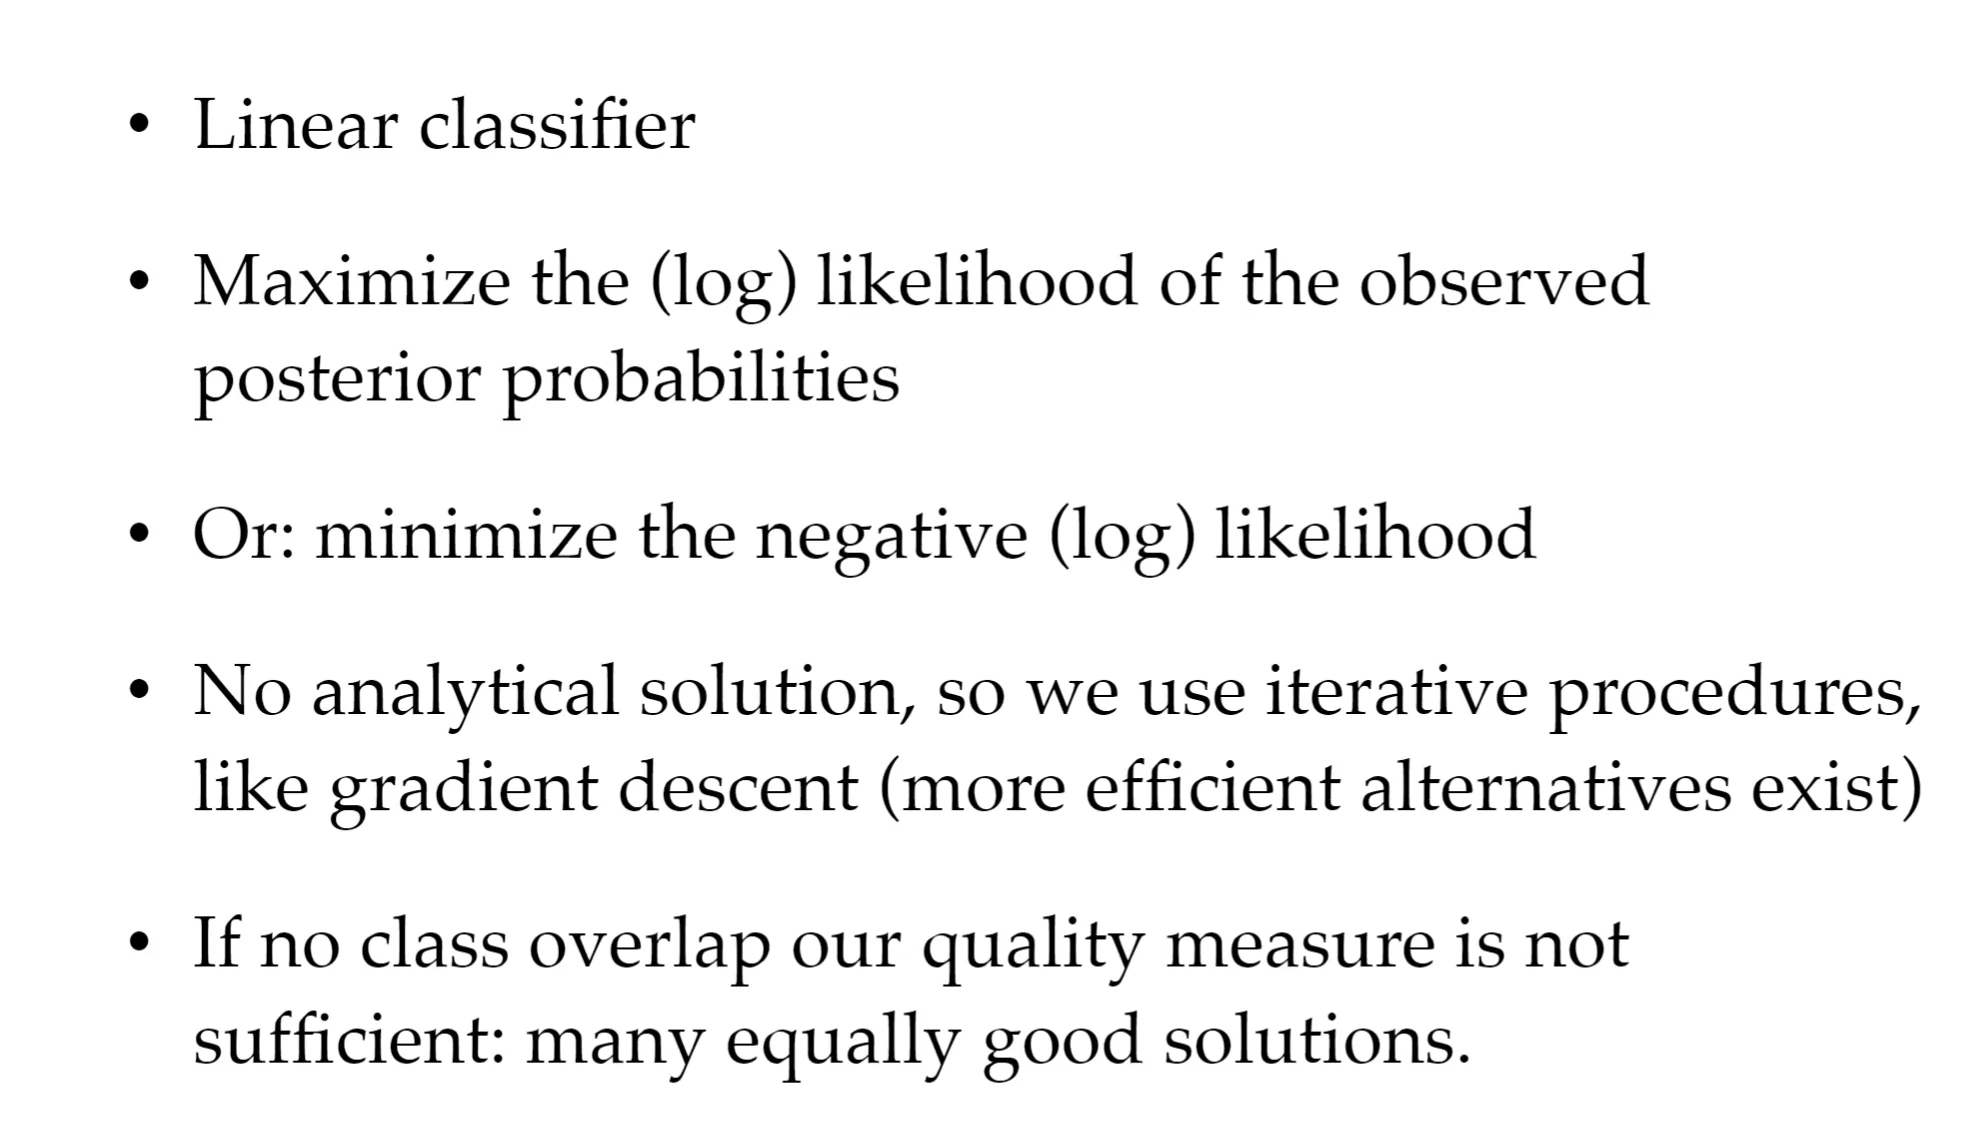 • Linear classifier
• Maximize the (log) likelihood of the observed
posterior probabilities
• Or: minimize the negative (log) likelihood
• No analytical solution, so we use iterative procedures,
like gradient descent (more efficient alternatives exist)
• If no class overlap our quality measure is not
sufficient: many equally good solutions.